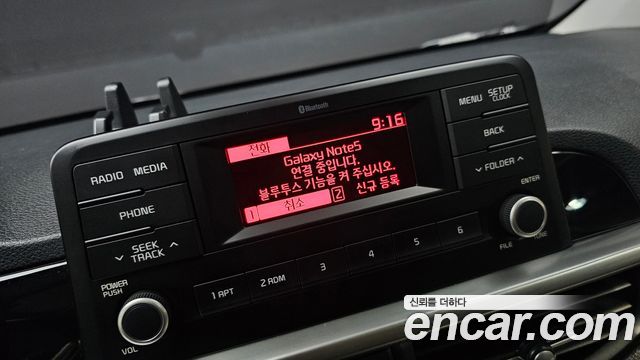 Bluetooth
9:16
전화
Galaxy Note5
연결 중입니다.
블루투스 기능을 켜 주십시오.
1 취소 2 신규 등록
RADIO MEDIA
PHONE
SEEK
TRACK
POWER
PUSH
VOL
MENU SETUP
CLOCK
BACK
FOLDER
ENTER
FILE TUNE
1 APT 2 RDM 3 4 5 6
신뢰를 더하다
encar.com